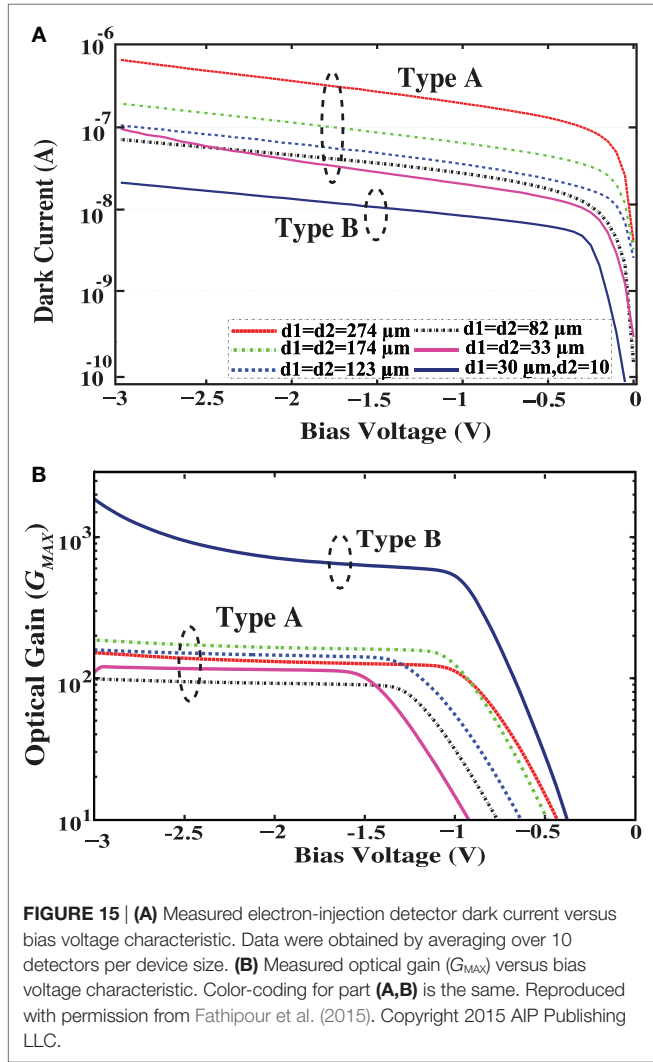 A
10^-6
10^-7
10^-8
10^-9
10^-10
Dark Current (A)
Type A
Type B
d1=d2=274 µm
d1=d2=174 µm
d1=d2=123 µm
d1=d2=82 µm
d1=d2=33 µm
d1=30 µm,d2=10
-3 -2.5 -2 -1.5 -1 -0.5 0
Bias Voltage (V)
B
10^3
10^2
10^1
Optical Gain (G_MAX)
Type B
Type A
−3 -2.5 -2 -1.5 -1 -0.5 0
Bias Voltage (V)
FIGURE 15 | (A) Measured electron-injection detector dark current versus
bias voltage characteristic. Data were obtained by averaging over 10
detectors per device size. (B) Measured optical gain (G_MAX) versus bias
voltage characteristic. Color-coding for part (A,B) is the same. Reproduced
with permission from Fathipour et al. (2015). Copyright 2015 AIP Publishing
LLC.